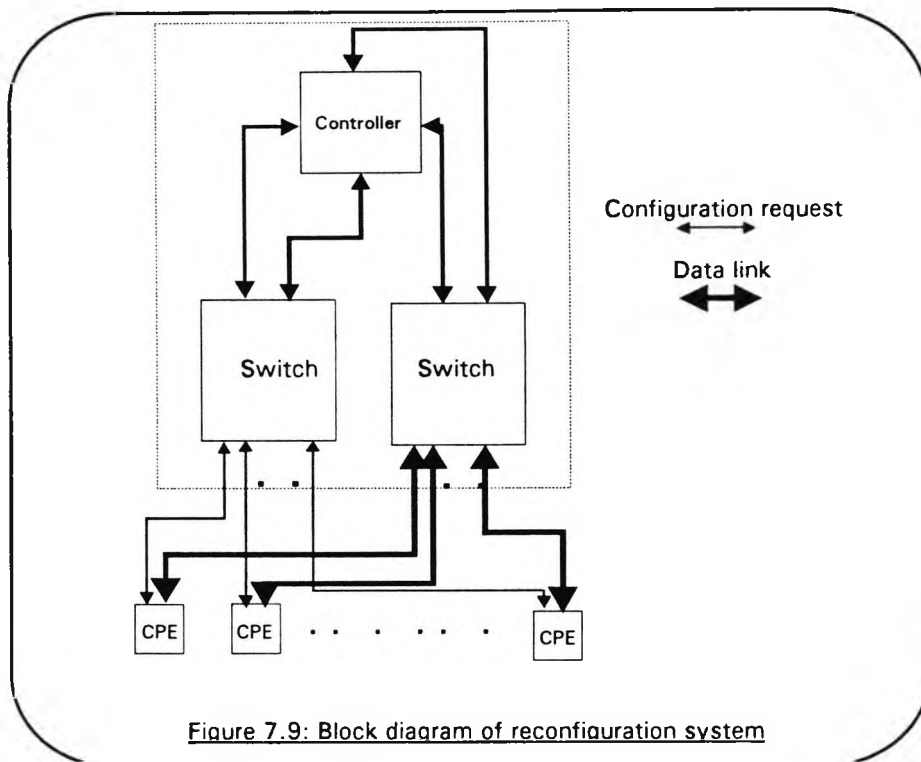 Controller
Configuration request
Data link
Switch
Switch
CPE
CPE
CPE
Figure 7.9: Block diagram of reconfiguration system